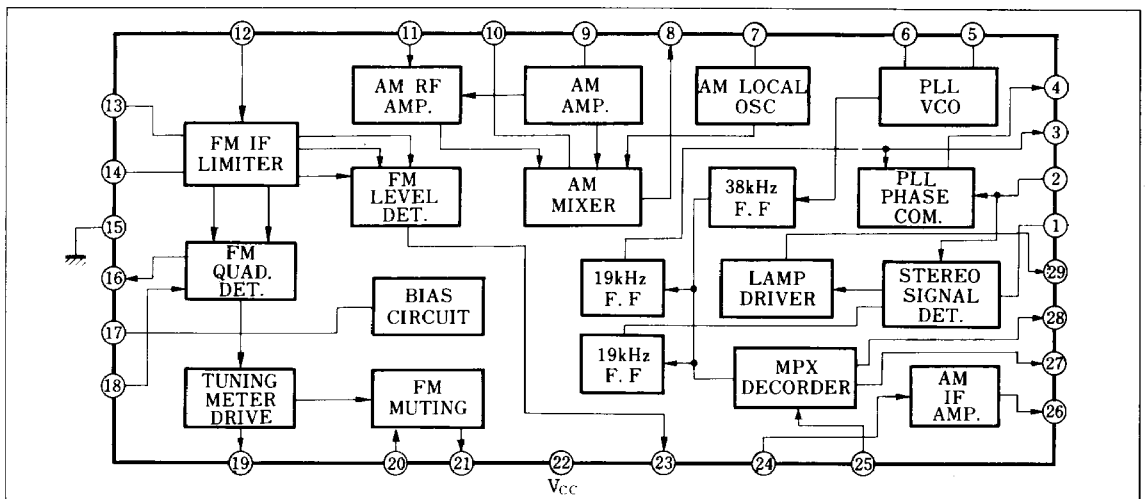 12
11
10
9
8
7
6
5
AM RF
AMP.
AM
AMP.
AM LOCAL
OSC
PLL
VCO
4
13
3
FM IF
LIMITER
14
FM
LEVEL
DET.
AM
MIXER
38kHz
F.F
PLL
PHASE
COM.
2
15
1
16
FM
QUAD.
DET.
BIAS
CIRCUIT
19kHz
F.F
LAMP
DRIVER
STEREO
SIGNAL
DET.
29
17
28
18
TUNING
METER
DRIVE
FM
MUTING
19kHz
F.F
MPX
DECORDER
AM
IF
AMP.
27
26
19
20
21
22
23
24
25
VCC